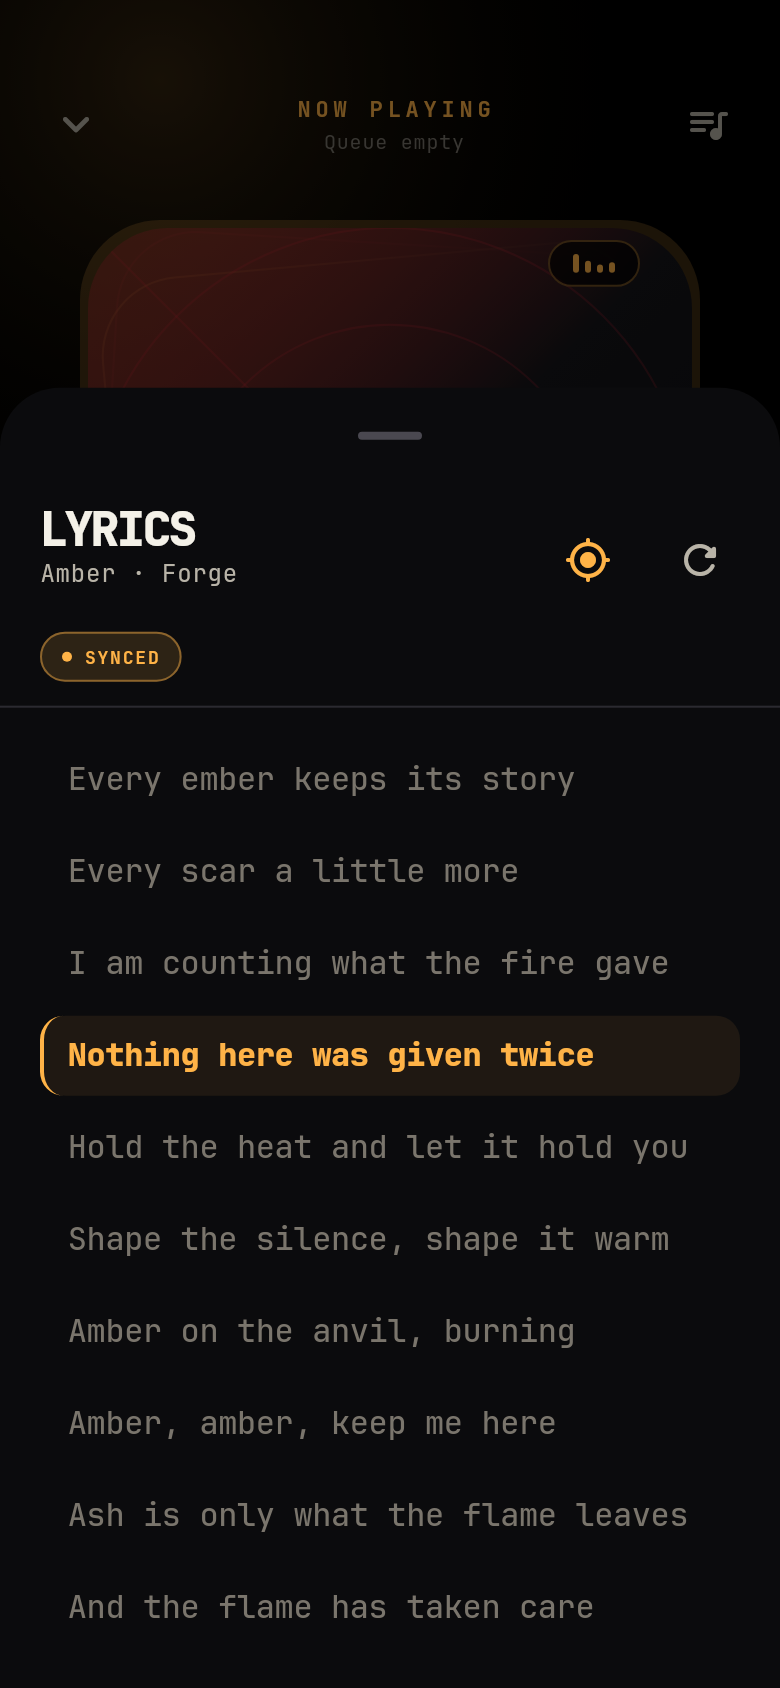 NOW PLAYING
Queue empty
LYRICS
Amber · Forge
SYNCED
Every ember keeps its story
Every scar a little more
I am counting what the fire gave
Nothing here was given twice
Hold the heat and let it hold you
Shape the silence, shape it warm
Amber on the anvil, burning
Amber, amber, keep me here
Ash is only what the flame leaves
And the flame has taken care